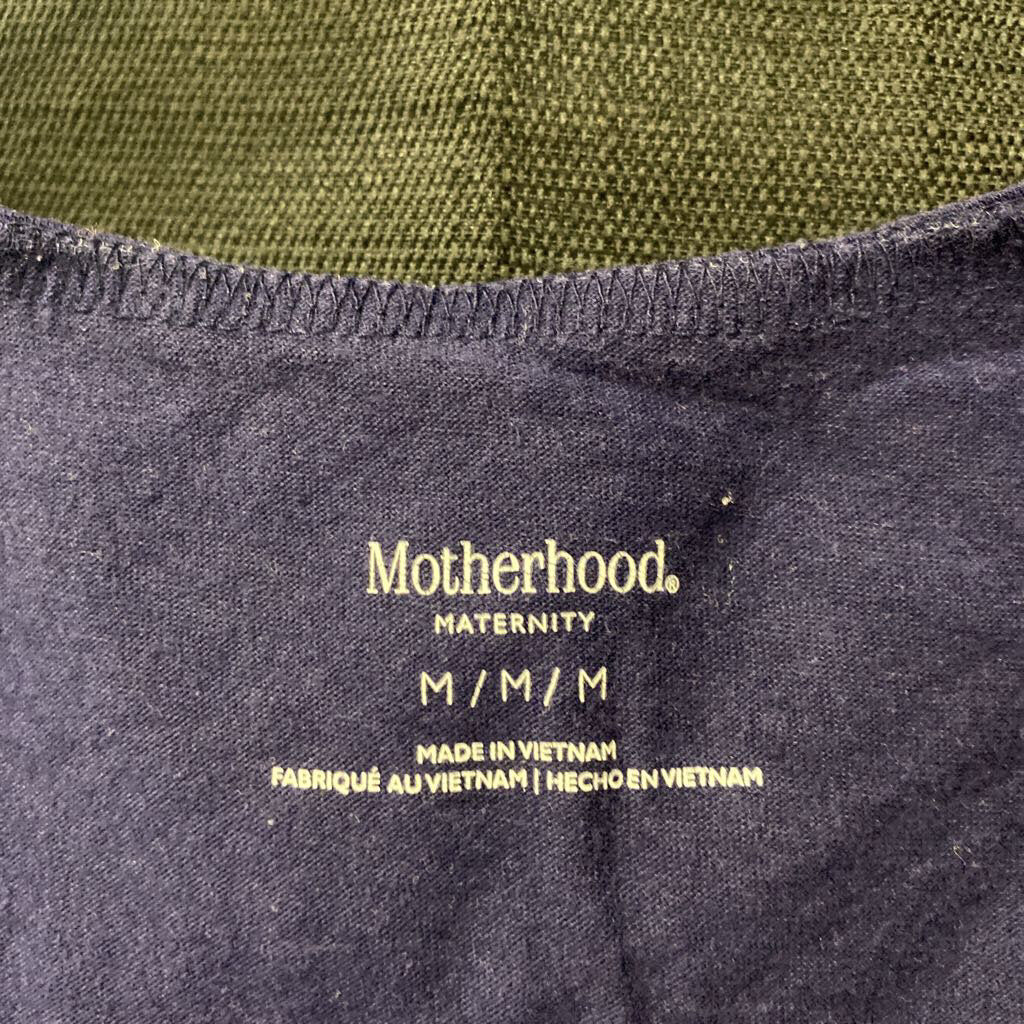 Motherhood®
MATERNITY
M / M / M
MADE IN VIETNAM
FABRIQUÉ AU VIETNAM | HECHO EN VIETNAM